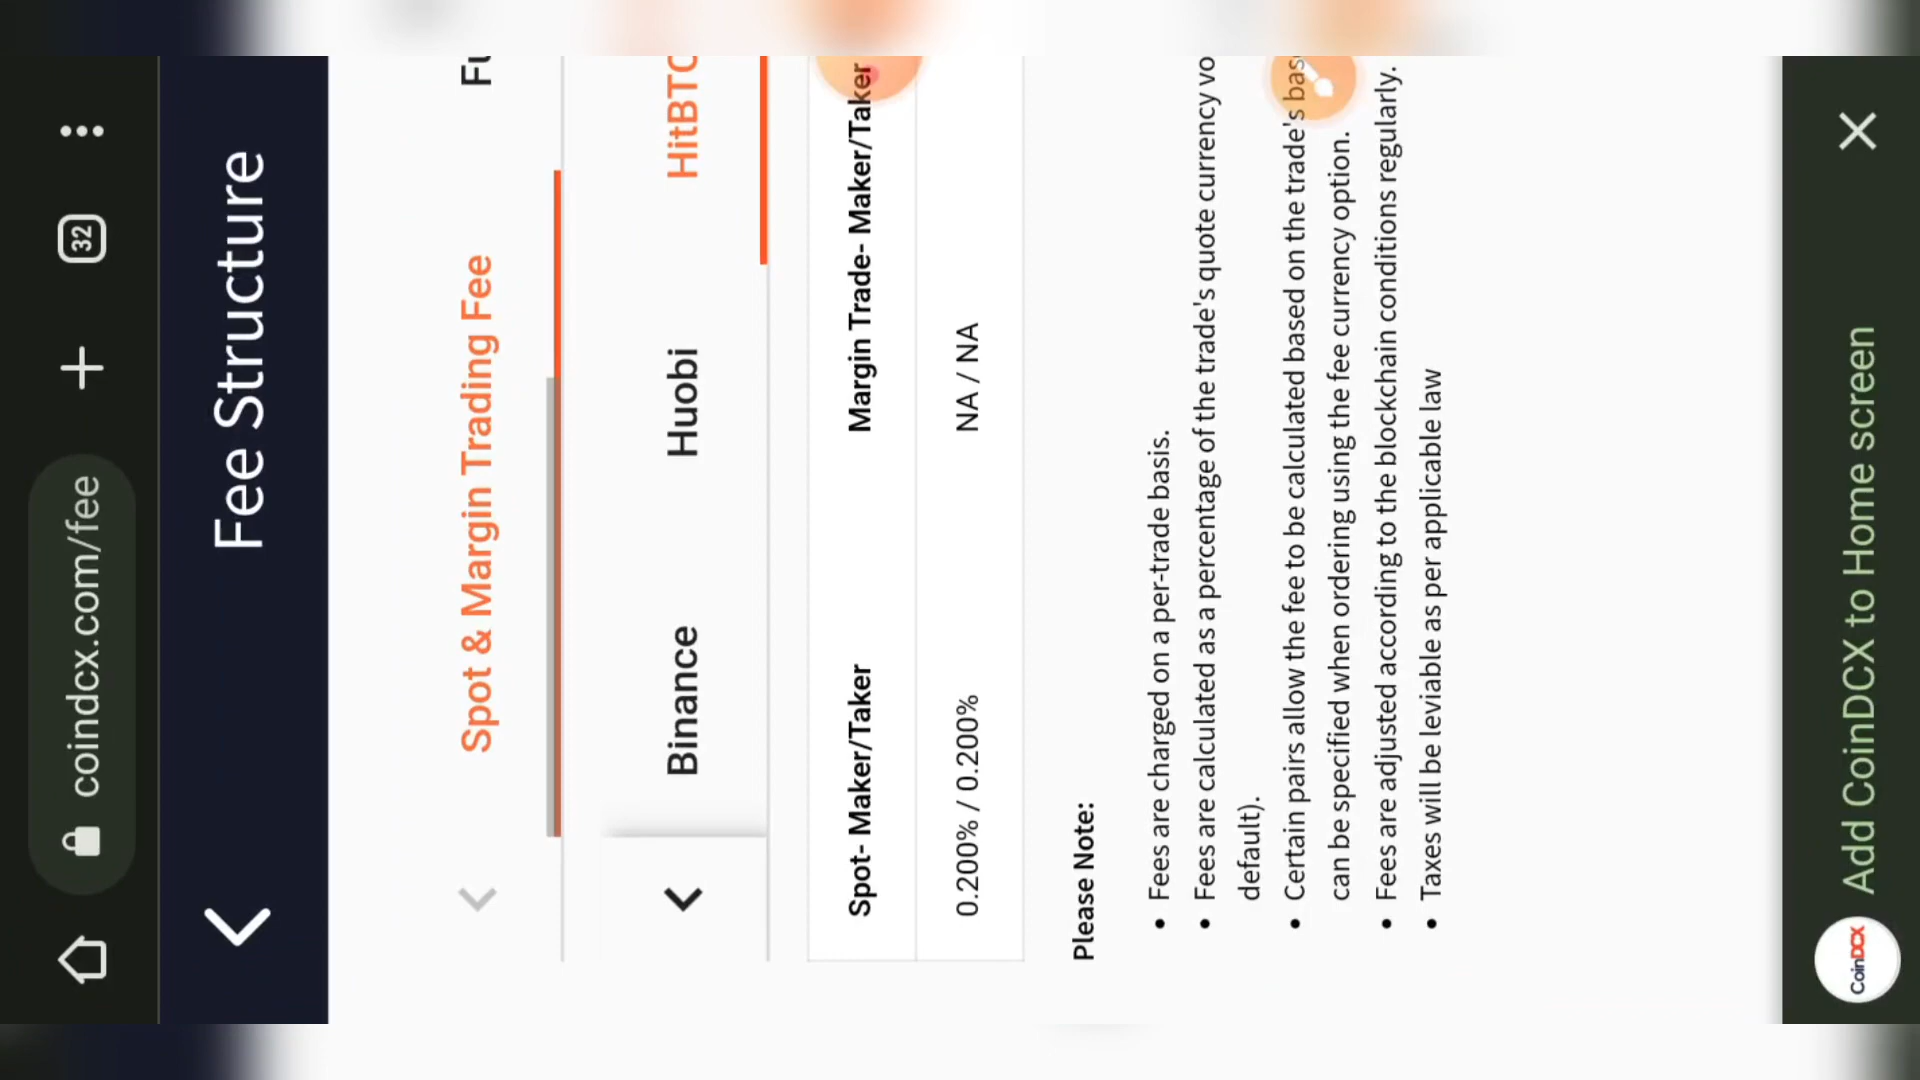 coindcx.com/fee
32
Fee Structure
Spot & Margin Trading Fee
Binance Huobi HitBTC
Spot- Maker/Taker Margin Trade- Maker/Taker
0.200% / 0.200% NA / NA
Please Note:
• Fees are charged on a per-trade basis.
• Fees are calculated as a percentage of the trade's quote currency vo
default).
• Certain pairs allow the fee to be calculated based on the trade's bas
can be specified when ordering using the fee currency option.
• Fees are adjusted according to the blockchain conditions regularly.
• Taxes will be leviable as per applicable law
CoinDCX
Add CoinDCX to Home screen